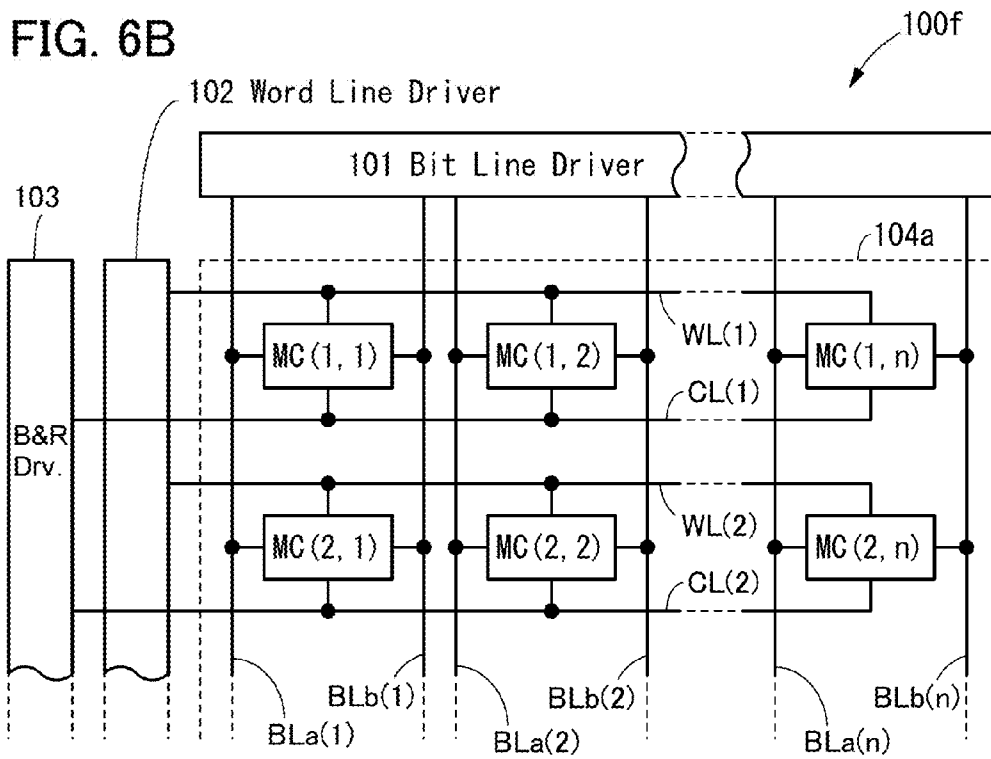 FIG. 6B
100f
102 Word Line Driver
101 Bit Line Driver
103
104a
MC(1, 1)
MC(1, 2)
WL(1)
MC(1, n)
CL(1)
B&R
Drv.
MC(2, 1)
MC(2, 2)
WL(2)
MC(2, n)
CL(2)
BLb(1)
BLb(2)
BLb(n)
BLa(1)
BLa(2)
BLa(n)